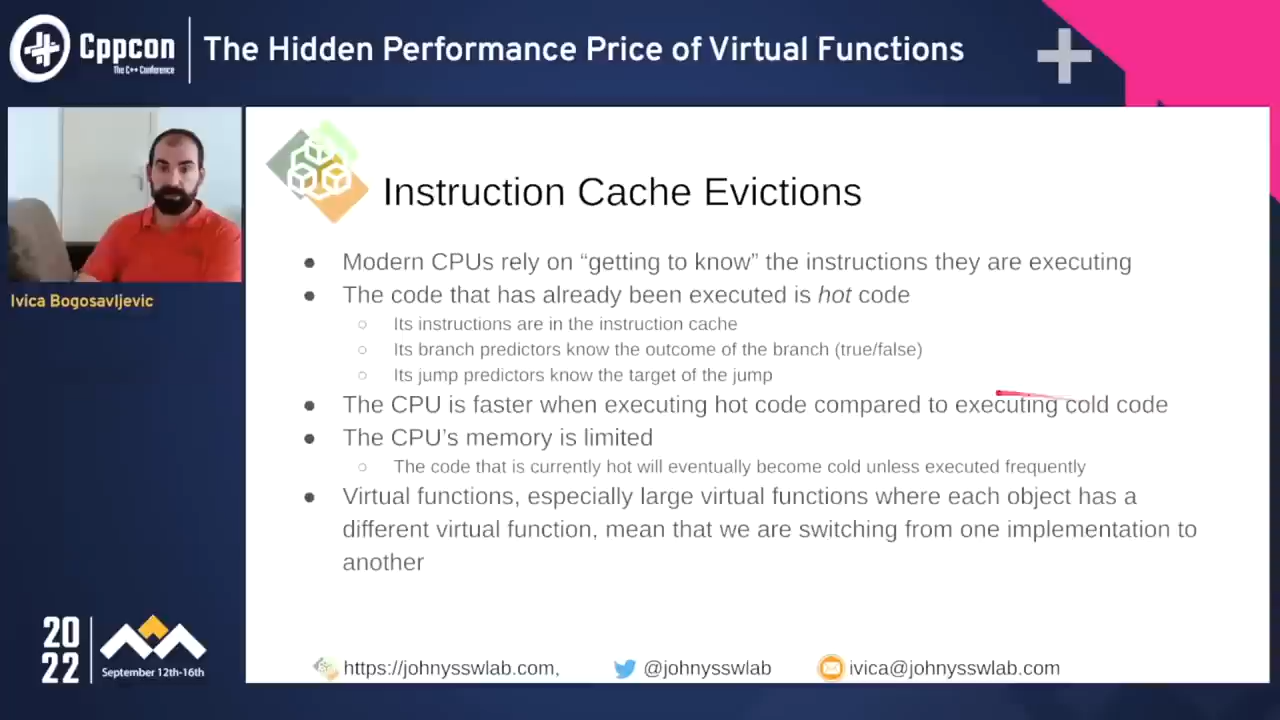 Cppcon
The C++ Conference
The Hidden Performance Price of Virtual Functions
Ivica Bogosavljevic
Instruction Cache Evictions
● Modern CPUs rely on “getting to know” the instructions they are executing
● The code that has already been executed is hot code
○ Its instructions are in the instruction cache
○ Its branch predictors know the outcome of the branch (true/false)
○ Its jump predictors know the target of the jump
● The CPU is faster when executing hot code compared to executing cold code
● The CPU’s memory is limited
○ The code that is currently hot will eventually become cold unless executed frequently
● Virtual functions, especially large virtual functions where each object has a
different virtual function, mean that we are switching from one implementation to
another
20
22
September 12th-16th
https://johnysswlab.com,
@johnysswlab
ivica@johnysswlab.com